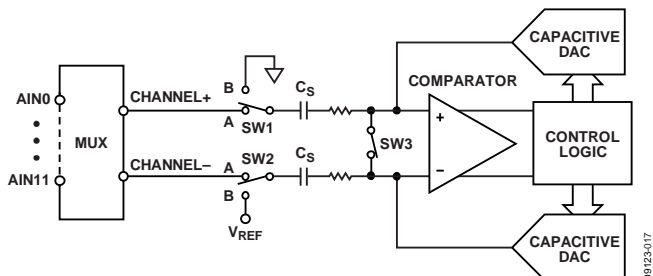 CAPACITIVE
DAC
B
AIN0
CHANNEL+
A
SW1
CS
COMPARATOR
+
MUX
SW3
CONTROL
LOGIC
AIN11
CHANNEL–
A
SW2
CS
–
B
VREF
CAPACITIVE
DAC
09123-017